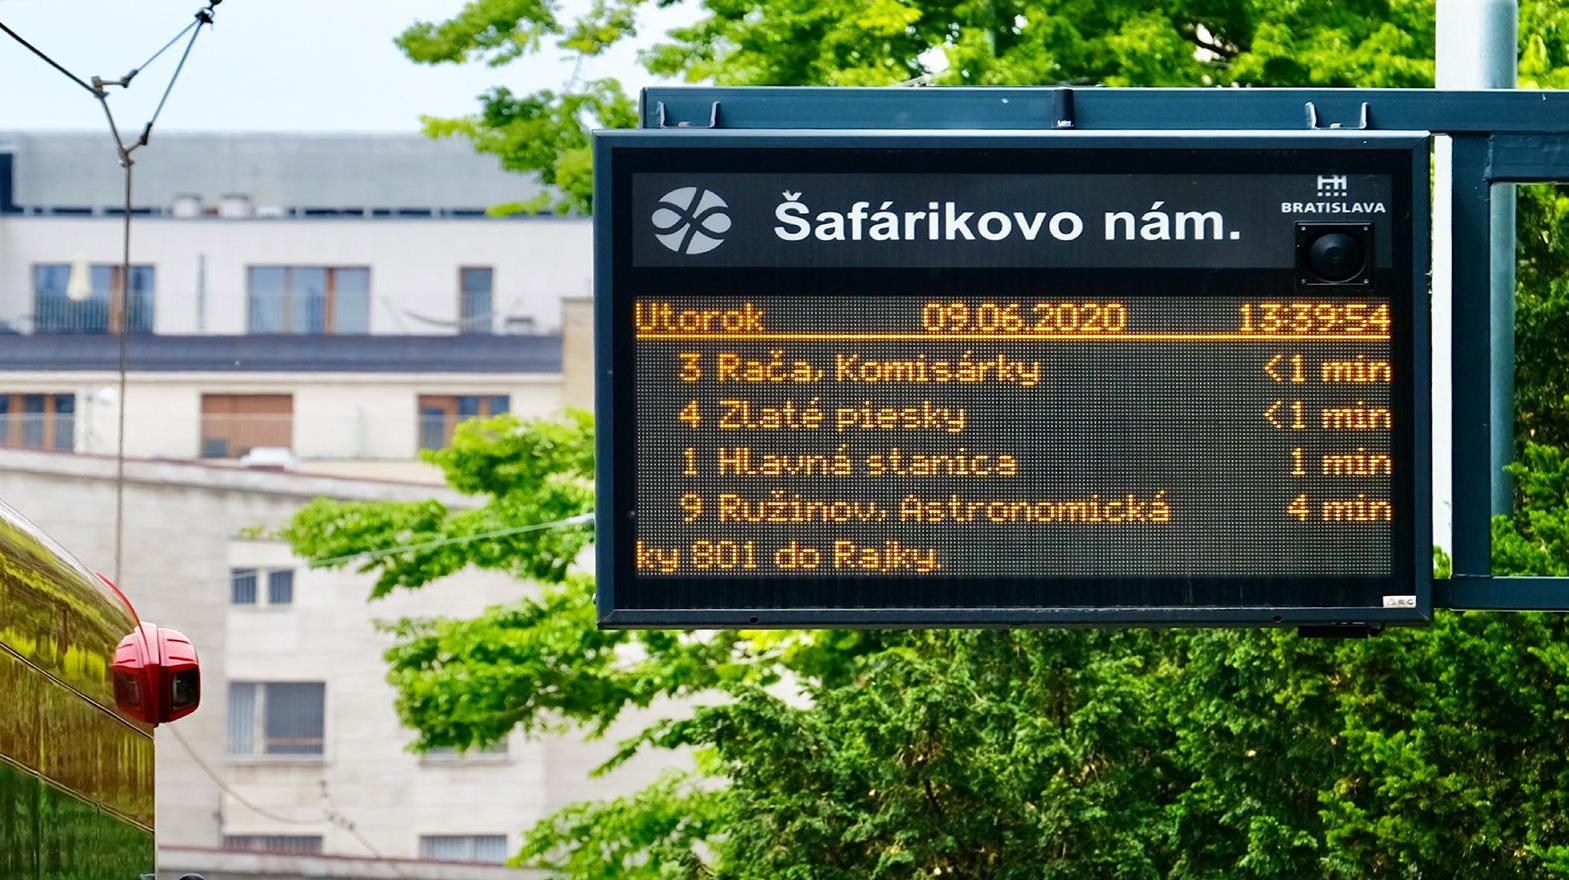 Šafárikovo nám.
BRATISLAVA
Utorok 09.06.2020 13:39:54
3 Rača, Komisárky <1 min
4 Zlaté piesky <1 min
1 Hlavná stanica 1 min
9 Ružinov, Astronomická 4 min
ky 801 do Rajky.